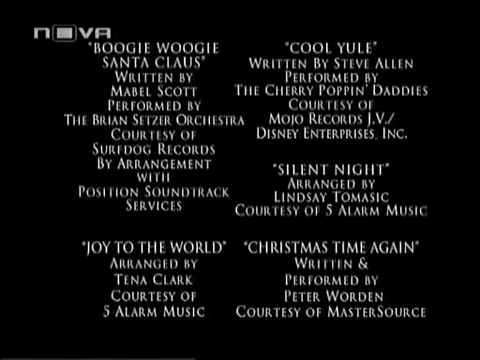 NOVA
"BOOGIE WOOGIE
SANTA CLAUS"
WRITTEN BY
MABEL SCOTT
PERFORMED BY
THE BRIAN SETZER ORCHESTRA
COURTESY OF
SURFDOG RECORDS
BY ARRANGEMENT
WITH
POSITION SOUNDTRACK
SERVICES
"COOL YULE"
WRITTEN BY STEVE ALLEN
PERFORMED BY
THE CHERRY POPPIN' DADDIES
COURTESY OF
MOJO RECORDS J.V./
DISNEY ENTERPRISES, INC.
"SILENT NIGHT"
ARRANGED BY
LINDSAY TOMASIC
COURTESY OF 5 ALARM MUSIC
"JOY TO THE WORLD"
ARRANGED BY
TENA CLARK
COURTESY OF
5 ALARM MUSIC
"CHRISTMAS TIME AGAIN"
WRITTEN &
PERFORMED BY
PETER WORDEN
COURTESY OF MASTERSOURCE